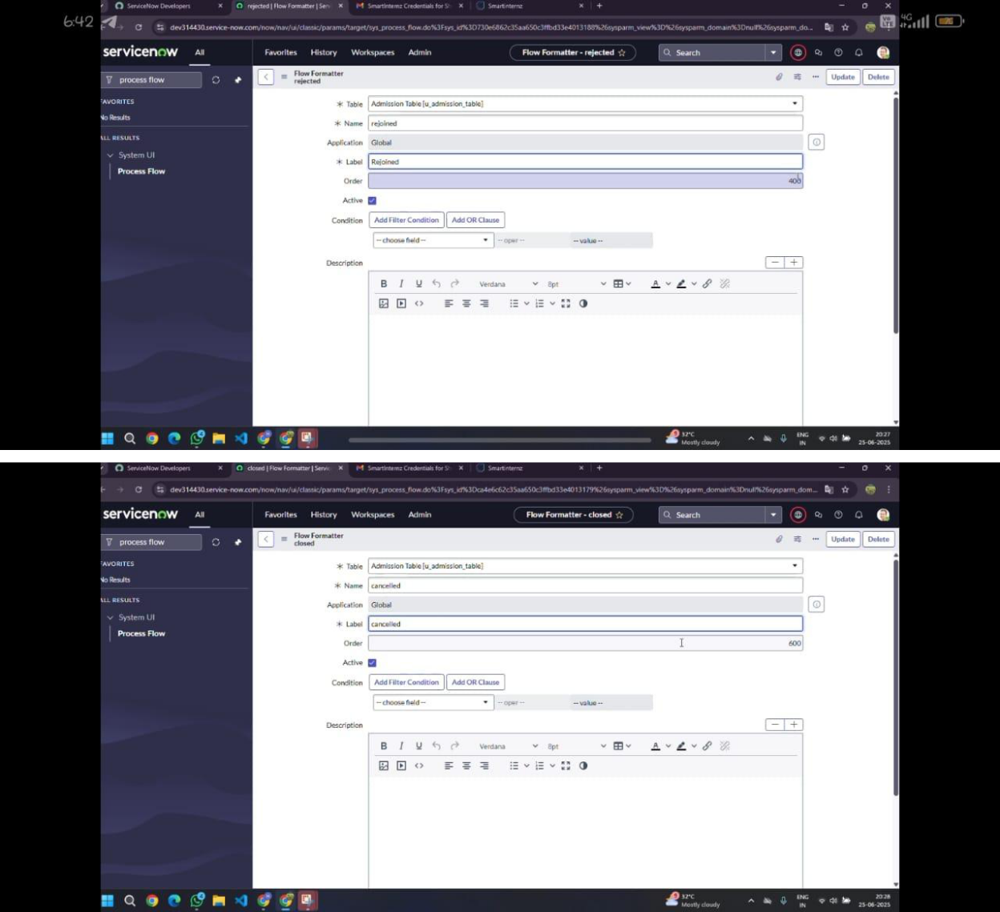 6:42
ServiceNow Developers
rejected | Flow Formatter | Serv
SmartInternz Credentials for S
Smartinternz
4G
dev314430.service-now.com/now/nav/ui/classic/params/target/sys_process_flow.do%3Fsys_id%3D730e6862c35aa650c3ffbd33e4013188%26sysparm_view%3D%26sysparm_domain%3Dnull%26sysparm_do...
servicenow
All
Favorites
History
Workspaces
Admin
Flow Formatter - rejected
Search
process flow
Flow Formatter
rejected
Update
Delete
AVORITES
No Results
ALL RESULTS
System UI
Process Flow
Table
Admission Table [u_admission_table]
Name
rejoined
Application
Global
Label
Rejoined
Order
400
Active
Condition
Add Filter Condition
Add OR Clause
-- choose field --
-- oper --
-- value --
Description
B I U
Verdana
8pt
A
32°C
Mostly cloudy
ENG
IN
20:27
25-06-2025
ServiceNow Developers
closed | Flow Formatter | Servic
SmartInternz Credentials for S
Smartinternz
dev314430.service-now.com/now/nav/ui/classic/params/target/sys_process_flow.do%3Fsys_id%3Dca4e6c62c35aa650c3ffbd33e4013179%26sysparm_view%3D%26sysparm_domain%3Dnull%26sysparm_dom...
servicenow
All
Favorites
History
Workspaces
Admin
Flow Formatter - closed
Search
process flow
Flow Formatter
closed
Update
Delete
AVORITES
No Results
ALL RESULTS
System UI
Process Flow
Table
Admission Table [u_admission_table]
Name
cancelled
Application
Global
Label
cancelled
Order
600
Active
Condition
Add Filter Condition
Add OR Clause
-- choose field --
-- oper --
-- value --
Description
B I U
Verdana
8pt
A
32°C
Mostly cloudy
ENG
IN
20:28
25-06-2025